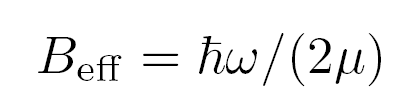 B_eff = ℏω/(2μ)